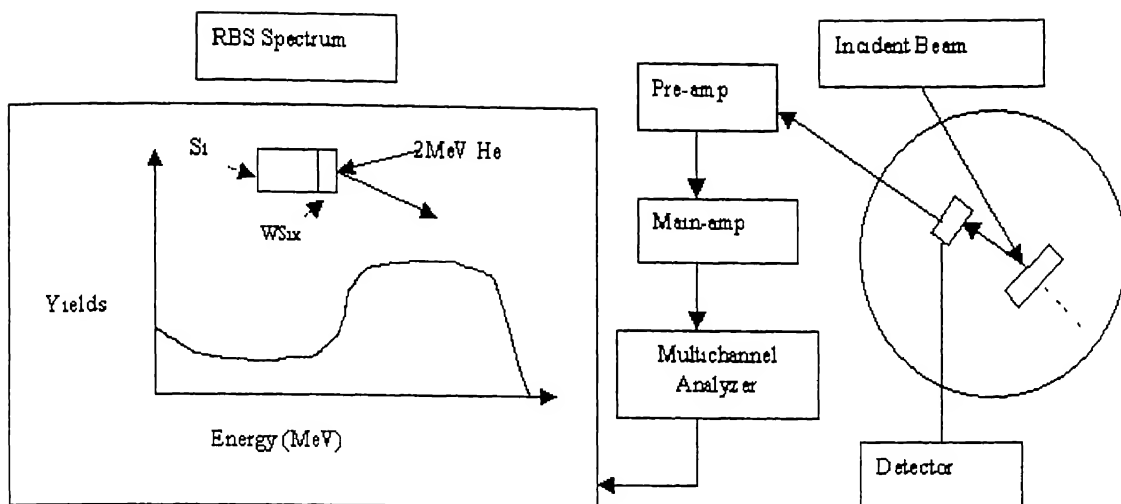 RBS Spectrum
Incident Beam
Pre-amp
Si
2MeV He
WSix
Main-amp
Yields
Multichannel
Analyzer
Energy (MeV)
Detector